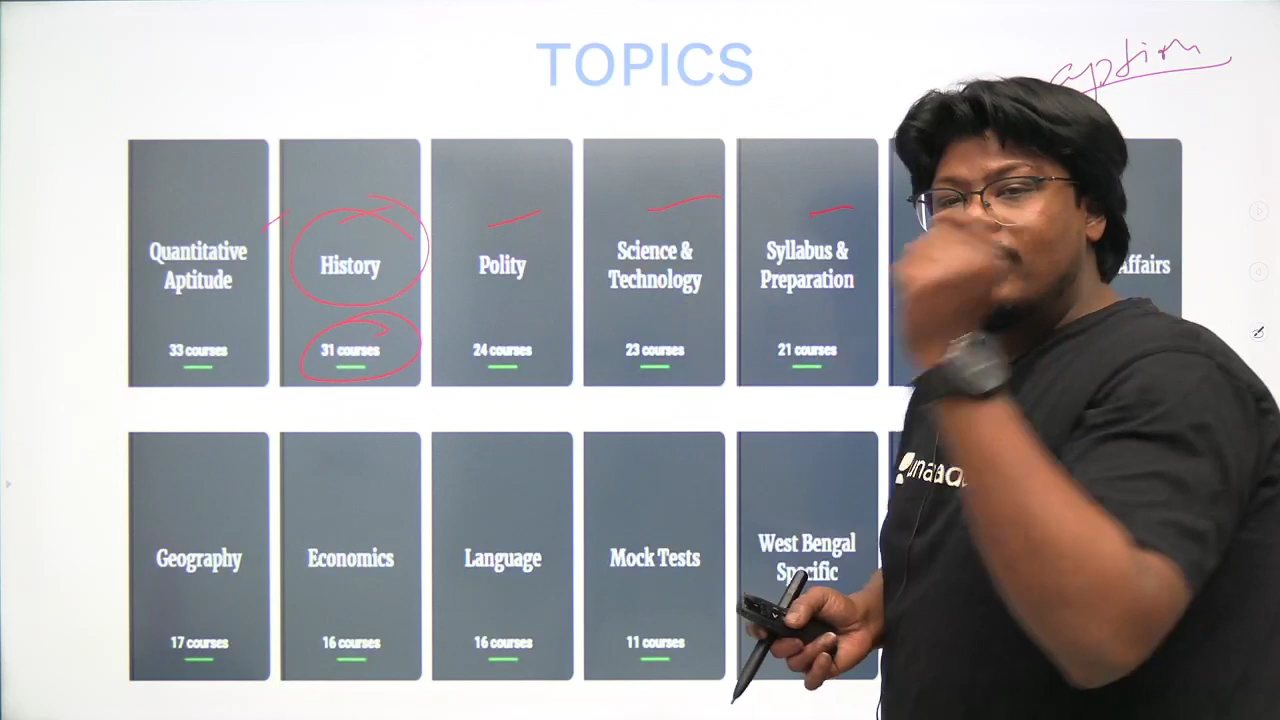 TOPICS
option
Quantitative
Aptitude
33 courses
History
31 courses
Polity
24 courses
Science &
Technology
23 courses
Syllabus &
Preparation
21 courses
Affairs
Geography
17 courses
Economics
16 courses
Language
16 courses
Mock Tests
11 courses
West Bengal
Specific